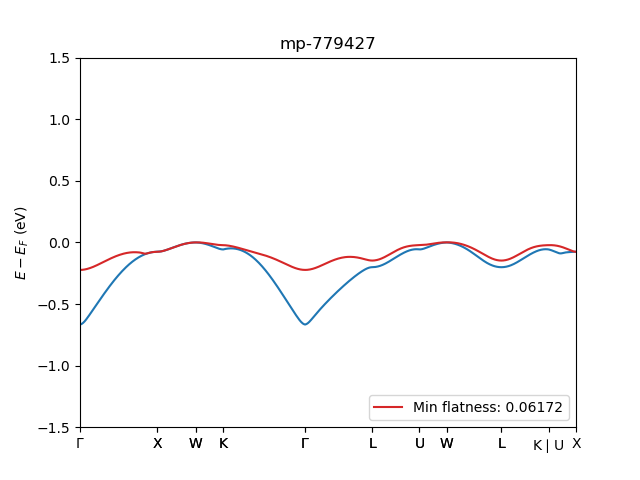 mp-779427
E − E_F (eV)
1.5
1.0
0.5
0.0
−0.5
−1.0
−1.5
Min flatness: 0.06172
Γ X W K Γ L U W L K | U X